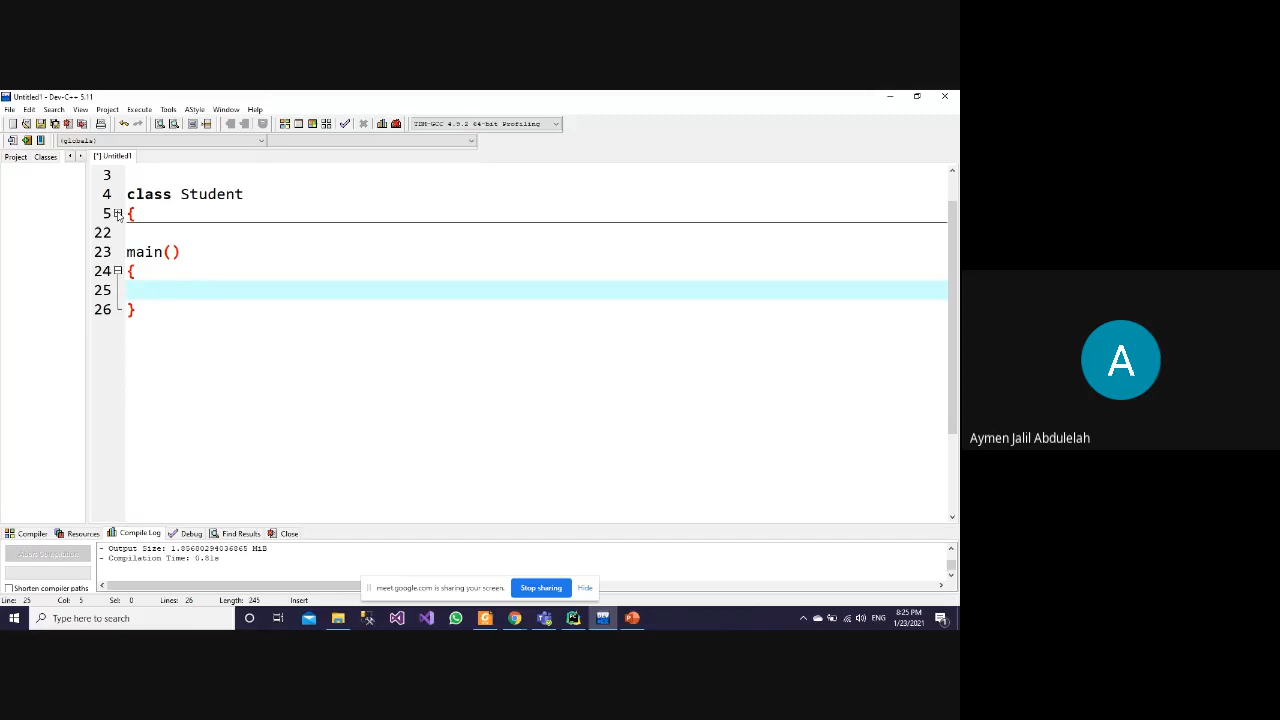 Untitled1 - Dev-C++ 5.11
File Edit Search View Project Execute Tools AStyle Window Help
TDM-GCC 4.9.2 64-bit Profiling
(globals)
Project Classes [*] Untitled1
3
4 class Student
5 {
22
23 main()
24 {
25
26 }
A
Aymen Jalil Abdulelah
Compiler Resources Compile Log Debug Find Results Close
Abort Compilation
- Output Size: 1.85680294036865 MiB
- Compilation Time: 0.81s
Shorten compiler paths
meet.google.com is sharing your screen. Stop sharing Hide
Line: 25 Col: 5 Sel: 0 Lines: 26 Length: 245 Insert
Type here to search
ENG
8:25 PM
1/23/2021